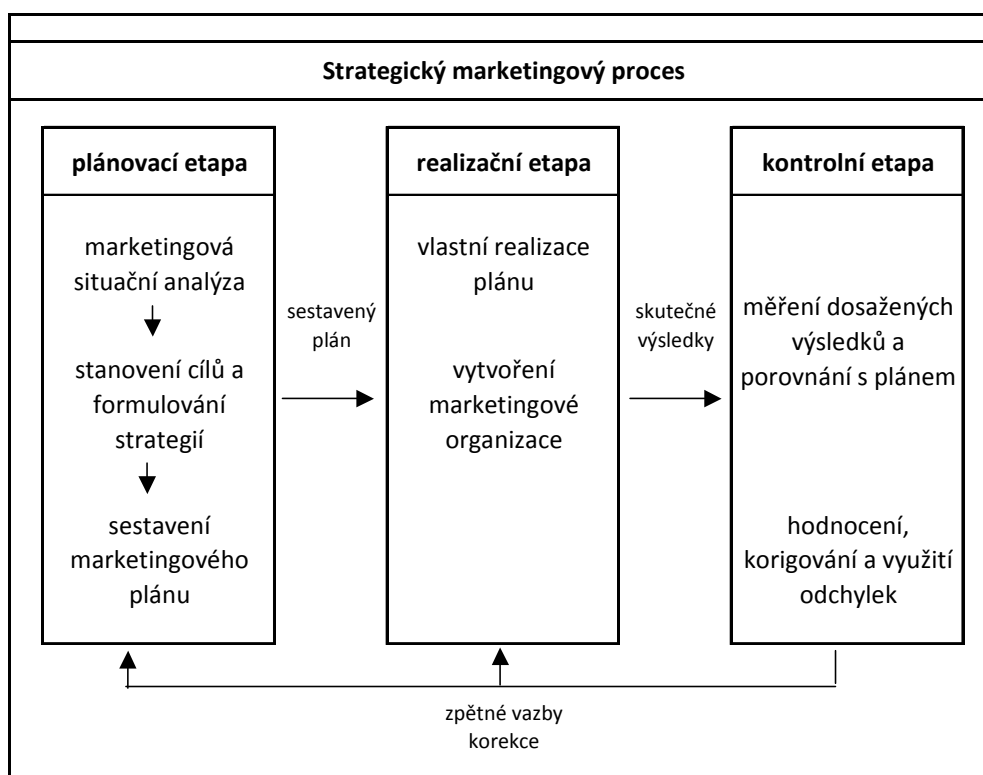 Strategický marketingový proces
plánovací etapa
marketingová
situační analýza
stanovení cílů a
formulování
strategií
sestavení
marketingového
plánu
sestavený
plán
realizační etapa
vlastní realizace
plánu
vytvoření
marketingové
organizace
skutečné
výsledky
kontrolní etapa
měření dosažených
výsledků a
porovnání s plánem
hodnocení,
korigování a využití
odchylek
zpětné vazby
korekce